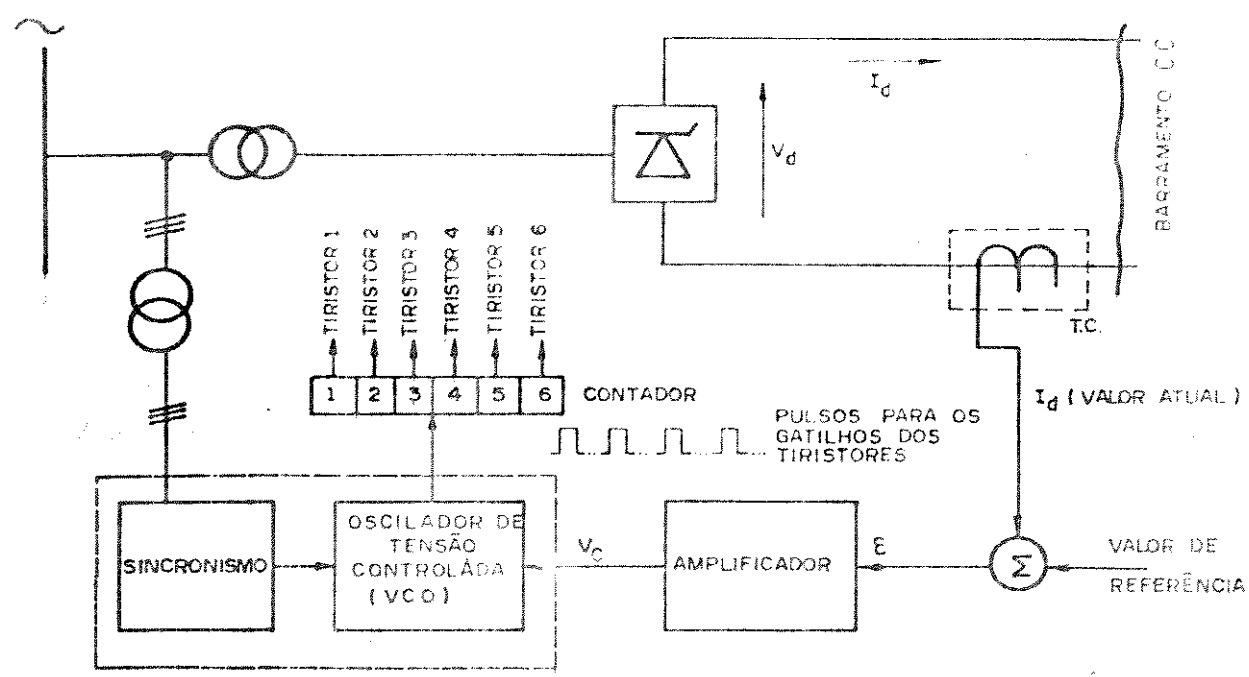 I_d
V_d
BARRAMENTO CC
TIRISTOR 1
TIRISTOR 2
TIRISTOR 3
TIRISTOR 4
TIRISTOR 5
TIRISTOR 6
T.C.
1 2 3 4 5 6
CONTADOR
I_d (VALOR ATUAL)
PULSOS PARA OS
GATILHOS DOS
TIRISTORES
SINCRONISMO
OSCILADOR DE
TENSÃO
CONTROLÁDA
(VCO)
V_C
AMPLIFICADOR
ε
Σ
VALOR DE
REFERÊNCIA